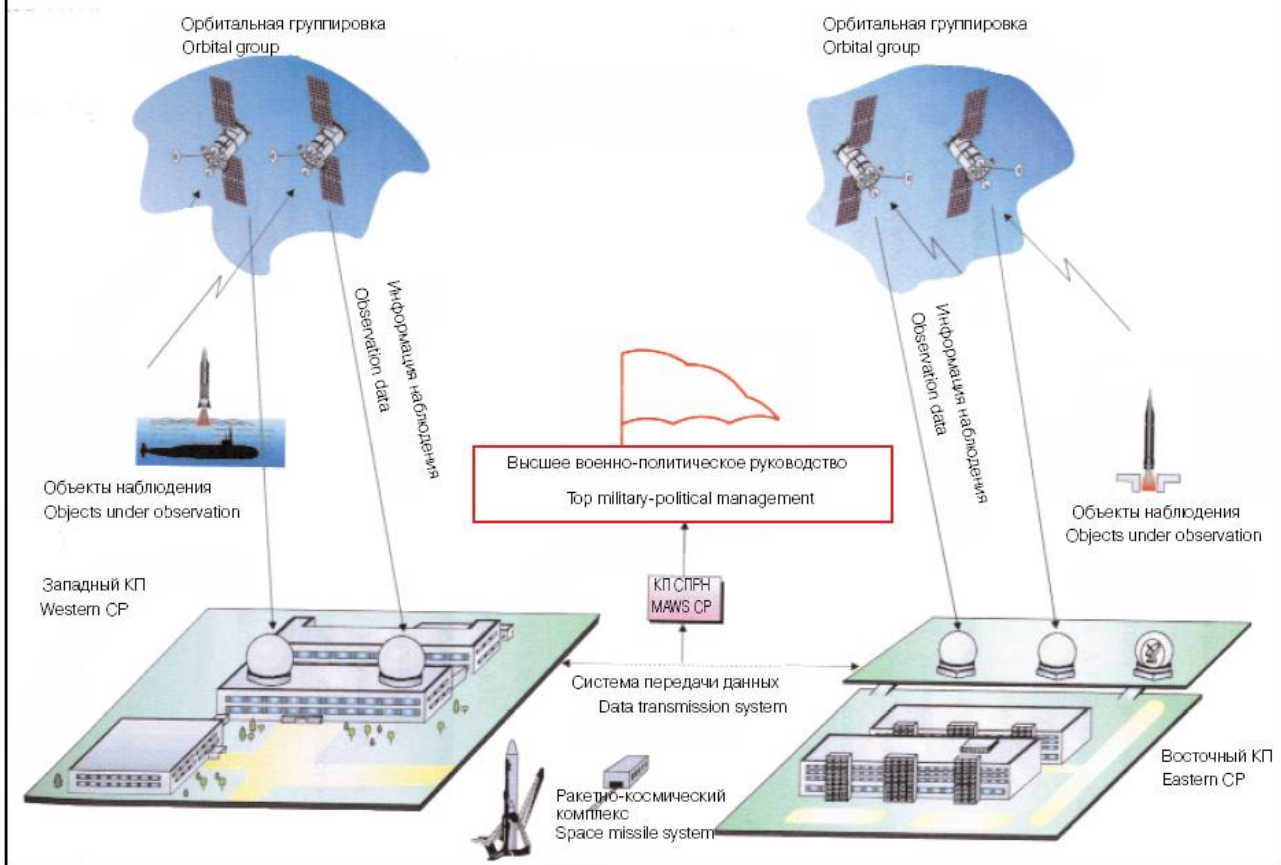 Орбитальная группировка
Orbital group
Орбитальная группировка
Orbital group
Информация наблюдения
Observation data
Информация наблюдения
Observation data
Высшее военно-политическое руководство
Top military-political management
Объекты наблюдения
Objects under observation
Объекты наблюдения
Objects under observation
Западный КП
Western CP
КП СПРН
MAWS CP
Система передачи данных
Data transmission system
Восточный КП
Eastern CP
Ракетно-космический
комплекс
Space missile system